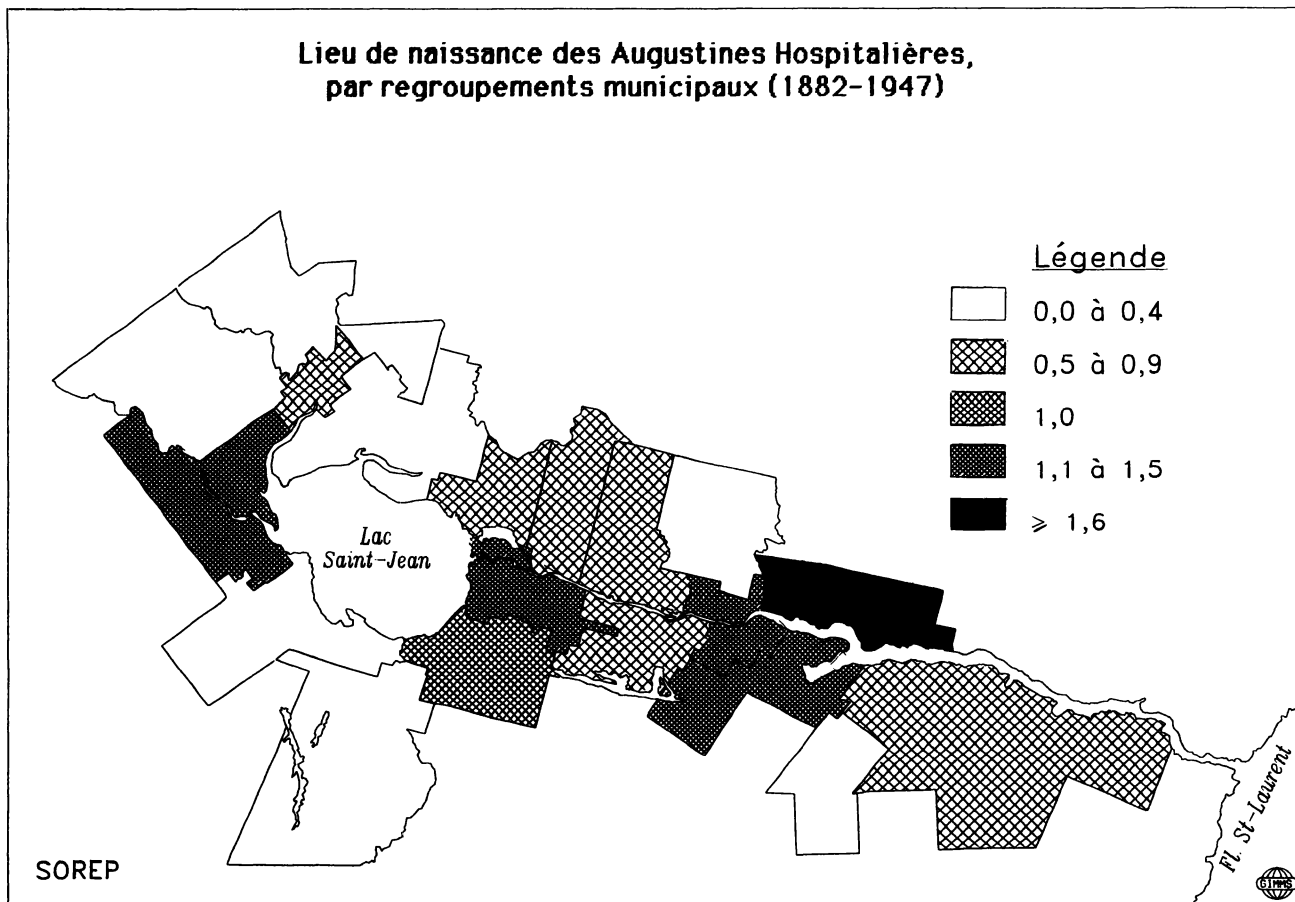 Lieu de naissance des Augustines Hospitalières,
par regroupements municipaux (1882-1947)
Légende
0,0 à 0,4
0,5 à 0,9
1,0
1,1 à 1,5
⩾ 1,6
Lac
Saint-Jean
Fl. St-Laurent
SOREP
GIMMS